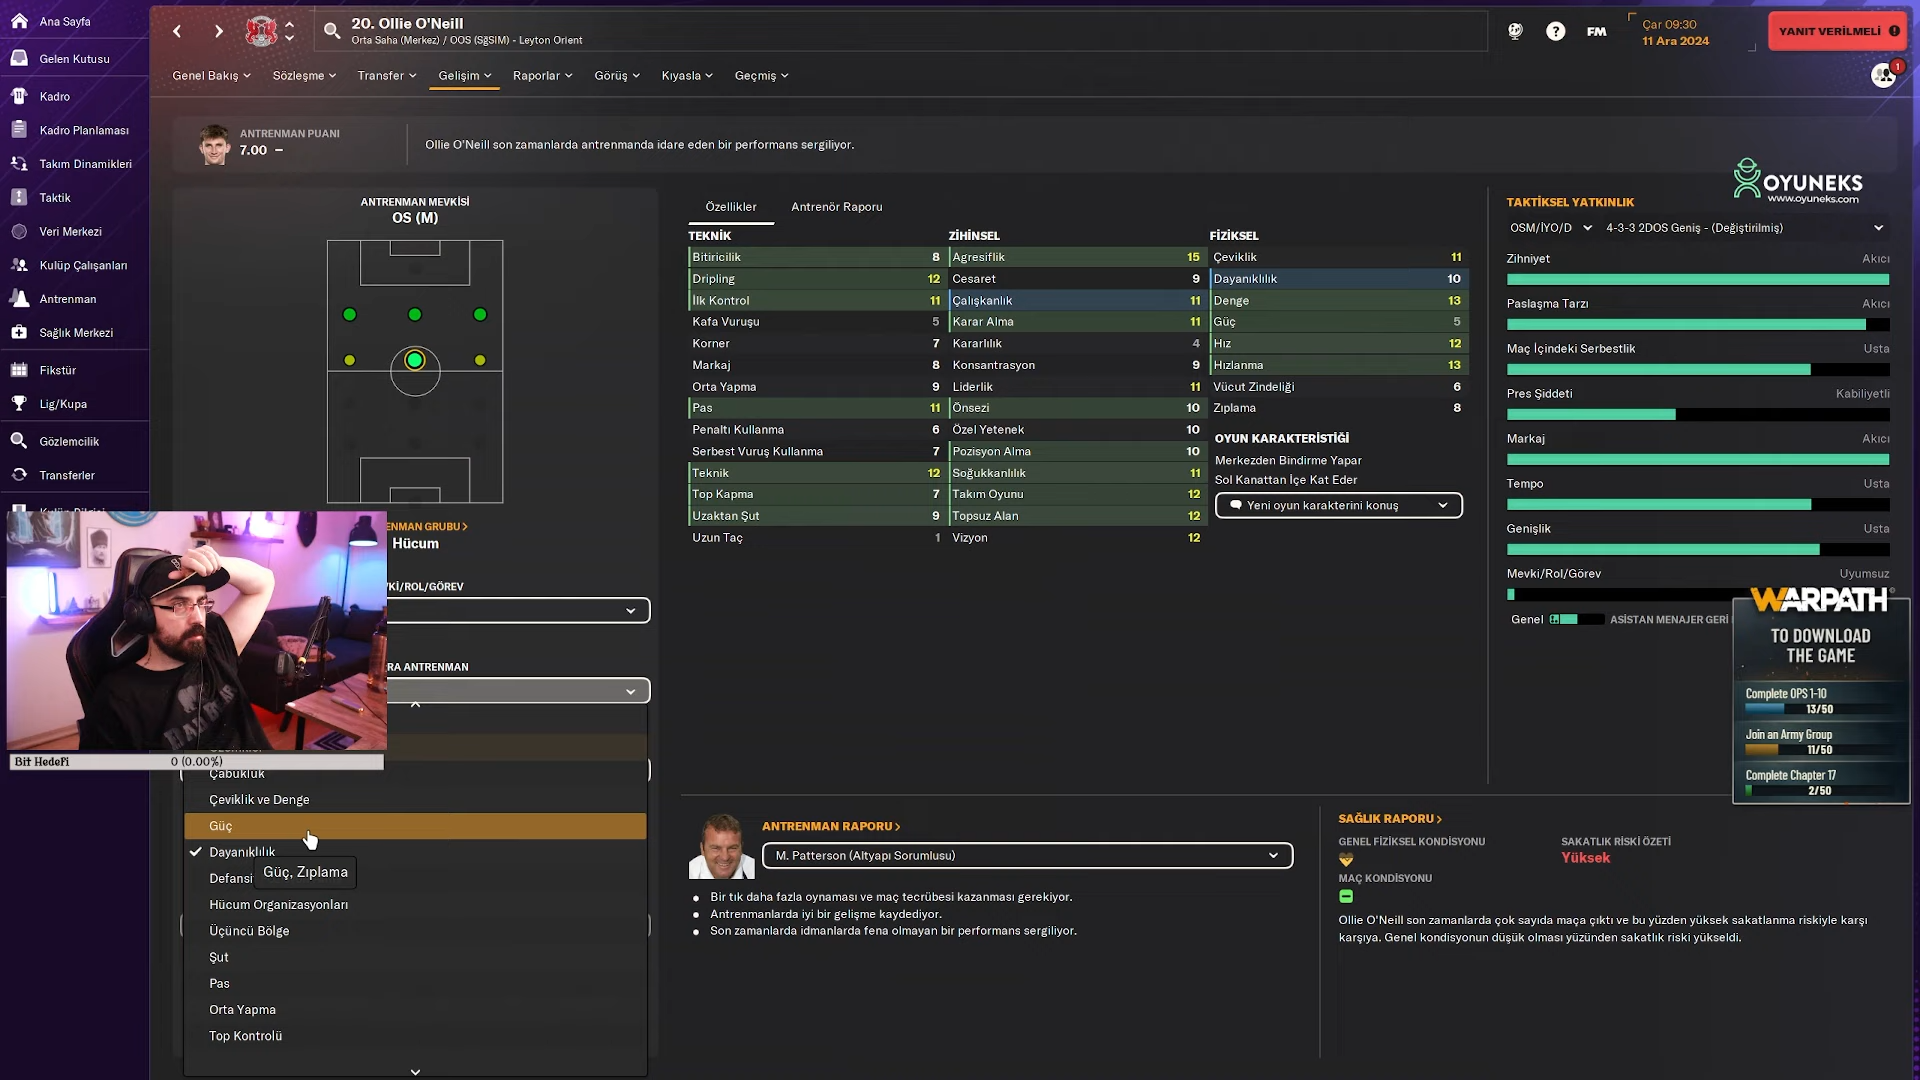 Ana Sayfa
Gelen Kutusu
Kadro
Kadro Planlaması
Takım Dinamikleri
Taktik
Veri Merkezi
Kulüp Çalışanları
Antrenman
Sağlık Merkezi
Fikstür
Lig/Kupa
Gözlemcilik
Transferler
20. Ollie O'Neill
Orta Saha (Merkez) / OOS (SğSlM) - Leyton Orient
FM
Çar 09:30
11 Ara 2024
YANIT VERİLMELİ
1
Genel Bakış
Sözleşme
Transfer
Gelişim
Raporlar
Görüş
Kıyasla
Geçmiş
ANTRENMAN PUANI
7.00 –
Ollie O'Neill son zamanlarda antrenmanda idare eden bir performans sergiliyor.
OYUNEKS
www.oyuneks.com
ANTRENMAN MEVKİSİ
OS (M)
ENMAN GRUBU
Hücum
Kİ/ROL/GÖREV
RA ANTRENMAN
Bit Hedefi 0 (0.00%)
Çabukluk
Çeviklik ve Denge
Güç
Dayanıklılık
Defansi
Güç, Zıplama
Hücum Organizasyonları
Üçüncü Bölge
Şut
Pas
Orta Yapma
Top Kontrolü
Özellikler
Antrenör Raporu
TEKNİK
Bitiricilik 8
Dripling 12
İlk Kontrol 11
Kafa Vuruşu 5
Korner 7
Markaj 8
Orta Yapma 9
Pas 11
Penaltı Kullanma 6
Serbest Vuruş Kullanma 7
Teknik 12
Top Kapma 7
Uzaktan Şut 9
Uzun Taç 1
ZİHİNSEL
Agresiflik 15
Cesaret 9
Çalışkanlık 11
Karar Alma 11
Kararlılık 4
Konsantrasyon 9
Liderlik 11
Önsezi 10
Özel Yetenek 10
Pozisyon Alma 10
Soğukkanlılık 11
Takım Oyunu 12
Topsuz Alan 12
Vizyon 12
FİZİKSEL
Çeviklik 11
Dayanıklılık 10
Denge 13
Güç 5
Hız 12
Hızlanma 13
Vücut Zindeliği 6
Zıplama 8
OYUN KARAKTERİSTİĞİ
Merkezden Bindirme Yapar
Sol Kanattan İçe Kat Eder
Yeni oyun karakterini konuş
TAKTİKSEL YATKINLIK
OSM/İYO/D
4-3-3 2DOS Geniş - (Değiştirilmiş)
Zihniyet Akıcı
Paslaşma Tarzı Akıcı
Maç İçindeki Serbestlik Usta
Pres Şiddeti Kabiliyetli
Markaj Akıcı
Tempo Usta
Genişlik Usta
Mevki/Rol/Görev Uyumsuz
Genel
ASİSTAN MENAJER GERİ
WARPATH
TO DOWNLOAD
THE GAME
Complete OPS 1-10
13/50
Join an Army Group
11/50
Complete Chapter 17
2/50
ANTRENMAN RAPORU
M. Patterson (Altyapı Sorumlusu)
Bir tık daha fazla oynaması ve maç tecrübesi kazanması gerekiyor.
Antrenmanlarda iyi bir gelişme kaydediyor.
Son zamanlarda idmanlarda fena olmayan bir performans sergiliyor.
SAĞLIK RAPORU
GENEL FİZİKSEL KONDİSYONU
MAÇ KONDİSYONU
SAKATLIK RİSKİ ÖZETİ
Yüksek
Ollie O'Neill son zamanlarda çok sayıda maça çıktı ve bu yüzden yüksek sakatlanma riskiyle karşı
karşıya. Genel kondisyonun düşük olması yüzünden sakatlık riski yükseldi.